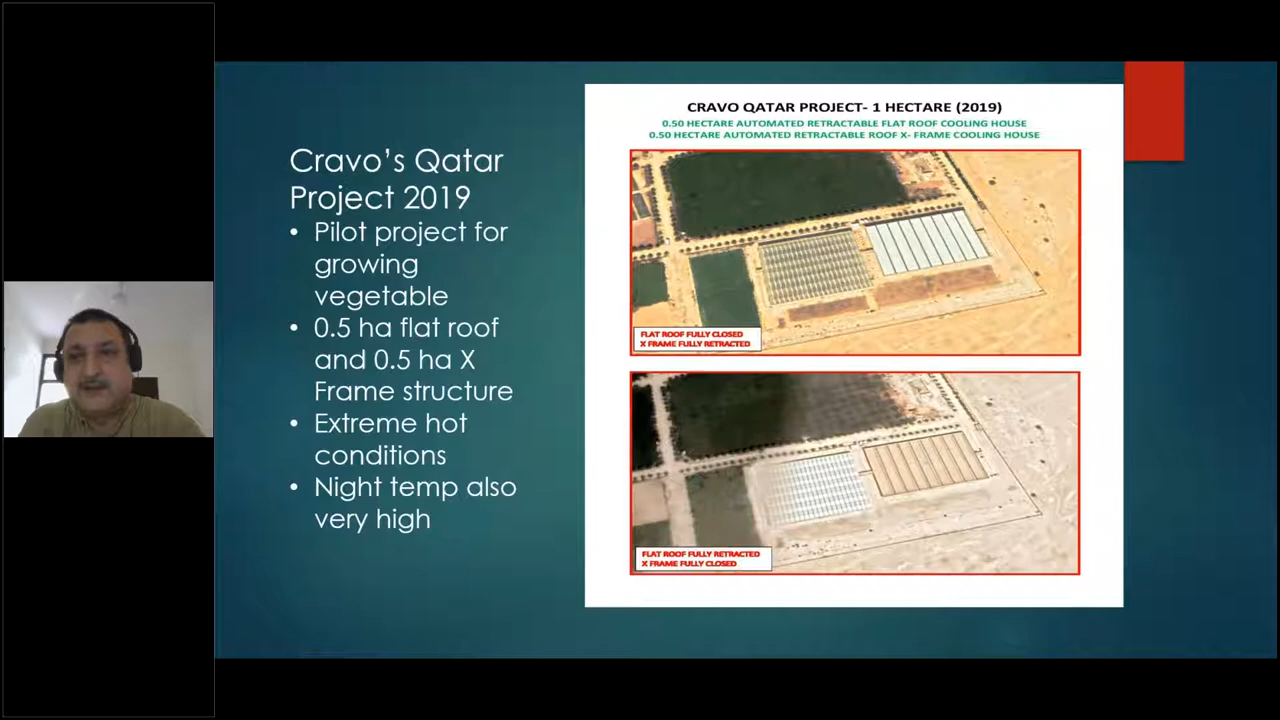 Cravo's Qatar
Project 2019
• Pilot project for
growing
vegetable
• 0.5 ha flat roof
and 0.5 ha X
Frame structure
• Extreme hot
conditions
• Night temp also
very high
CRAVO QATAR PROJECT- 1 HECTARE (2019)
0.50 HECTARE AUTOMATED RETRACTABLE FLAT ROOF COOLING HOUSE
0.50 HECTARE AUTOMATED RETRACTABLE ROOF X- FRAME COOLING HOUSE
FLAT ROOF FULLY CLOSED
X FRAME FULLY RETRACTED
FLAT ROOF FULLY RETRACTED
X FRAME FULLY CLOSED